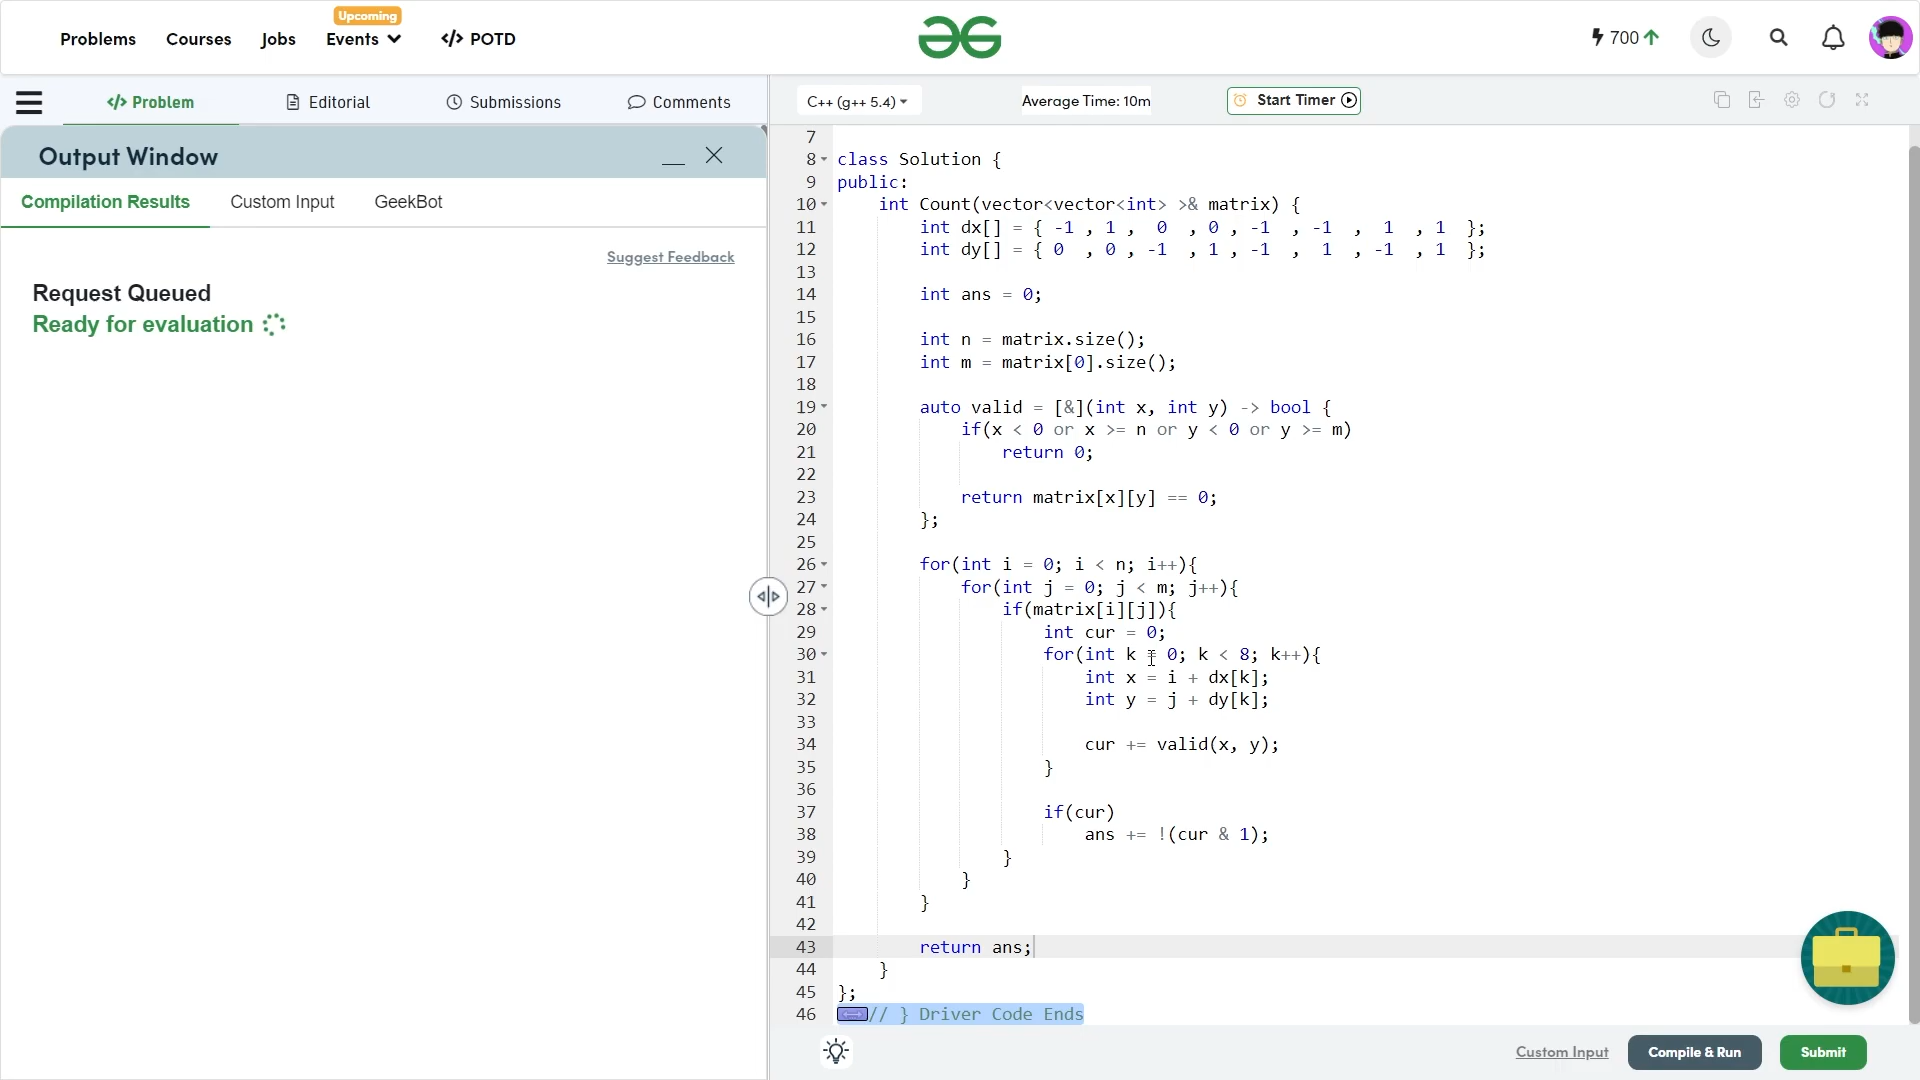 Upcoming
Problems Courses Jobs Events </> POTD
700
</> Problem Editorial Submissions Comments
C++ (g++ 5.4) Average Time: 10m Start Timer
Output Window
Compilation Results Custom Input GeekBot
Suggest Feedback
Request Queued
Ready for evaluation
7
8 class Solution {
9 public:
10 int Count(vector<vector<int> >& matrix) {
11 int dx[] = { -1 , 1 , 0 , 0 , -1 , -1 , 1 , 1 };
12 int dy[] = { 0 , 0 , -1 , 1 , -1 , 1 , -1 , 1 };
13
14 int ans = 0;
15
16 int n = matrix.size();
17 int m = matrix[0].size();
18
19 auto valid = [&](int x, int y) -> bool {
20 if(x < 0 or x >= n or y < 0 or y >= m)
21 return 0;
22
23 return matrix[x][y] == 0;
24 };
25
26 for(int i = 0; i < n; i++){
27 for(int j = 0; j < m; j++){
28 if(matrix[i][j]){
29 int cur = 0;
30 for(int k = 0; k < 8; k++){
31 int x = i + dx[k];
32 int y = j + dy[k];
33
34 cur += valid(x, y);
35 }
36
37 if(cur)
38 ans += !(cur & 1);
39 }
40 }
41 }
42
43 return ans;
44 }
45 };
46 // } Driver Code Ends
Custom Input Compile & Run Submit